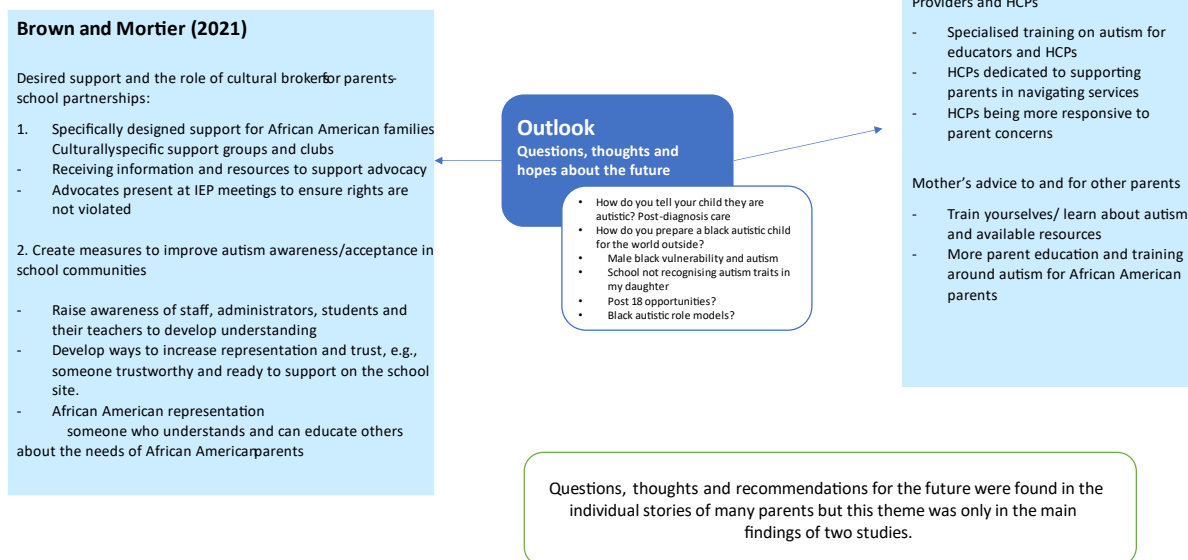 Brown and Mortier (2021)
Desired support and the role of cultural brokers for parents-
school partnerships:
1. Specifically designed support for African American families
Culturally specific support groups and clubs
- Receiving information and resources to support advocacy
- Advocates present at IEP meetings to ensure rights are
not violated
2. Create measures to improve autism awareness/acceptance in
school communities
- Raise awareness of staff, administrators, students and
their teachers to develop understanding
- Develop ways to increase representation and trust, e.g.,
someone trustworthy and ready to support on the school
site.
- African American representation
someone who understands and can educate others
about the needs of African American parents
Outlook
Questions, thoughts and
hopes about the future
• How do you tell your child they are
autistic? Post-diagnosis care
• How do you prepare a black autistic child
for the world outside?
• Male black vulnerability and autism
• School not recognising autism traits in
my daughter
• Post 18 opportunities?
• Black autistic role models?
Providers and HCPs
- Specialised training on autism for
educators and HCPs
- HCPs dedicated to supporting
parents in navigating services
- HCPs being more responsive to
parent concerns
Mother's advice to and for other parents
- Train yourselves/ learn about autism
and available resources
- More parent education and training
around autism for African American
parents
Questions, thoughts and recommendations for the future were found in the
individual stories of many parents but this theme was only in the main
findings of two studies.